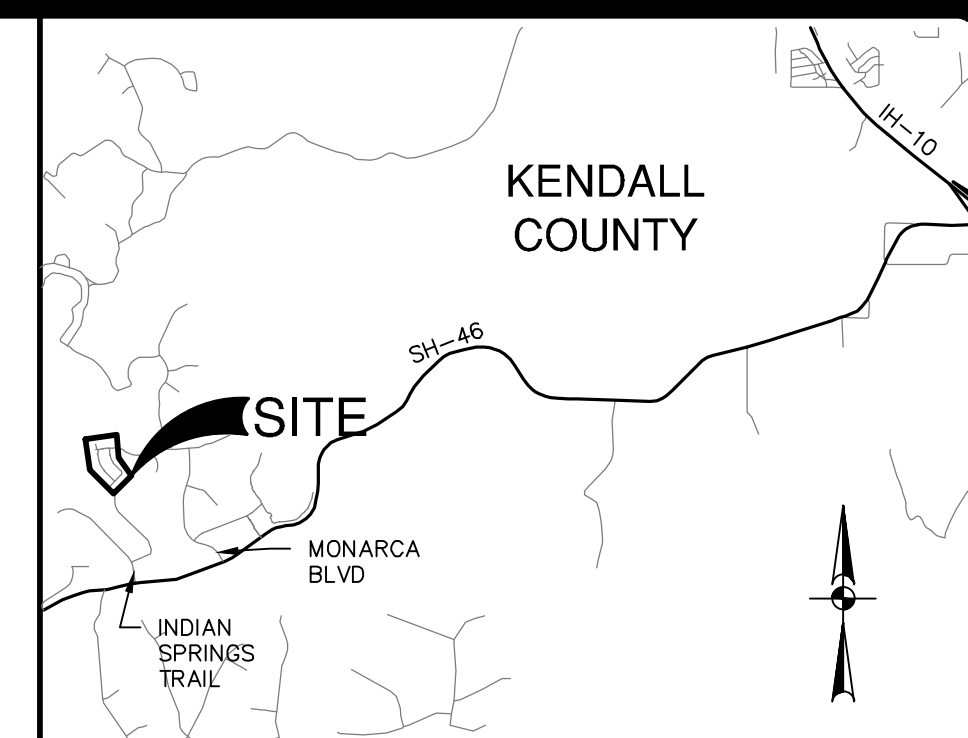 IH-10
KENDALL
COUNTY
SH-46
SITE
MONARCA
BLVD
INDIAN
SPRINGS
TRAIL